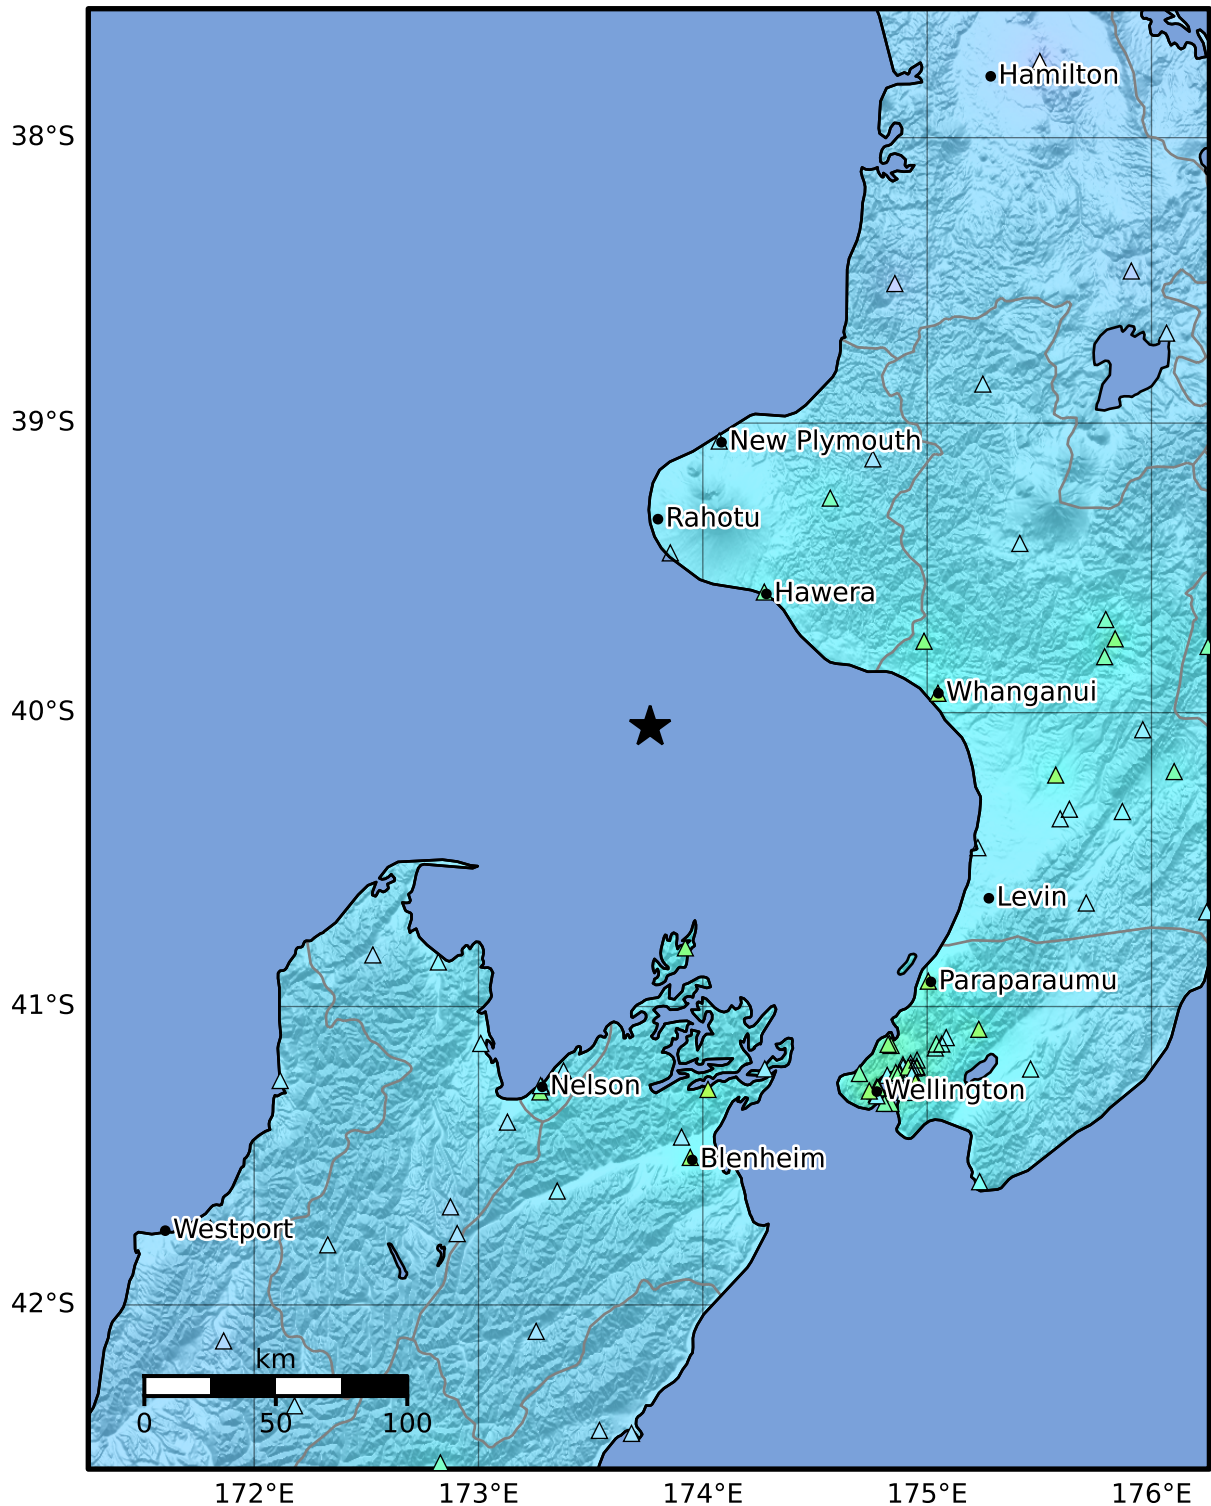 Hamilton
38°S
39°S
New Plymouth
Rahotu
Hawera
Whanganui
40°S
Levin
Paraparaumu
41°S
Nelson
Wellington
Blenheim
Westport
42°S
km
0 50 100
172°E 173°E 174°E 175°E 176°E